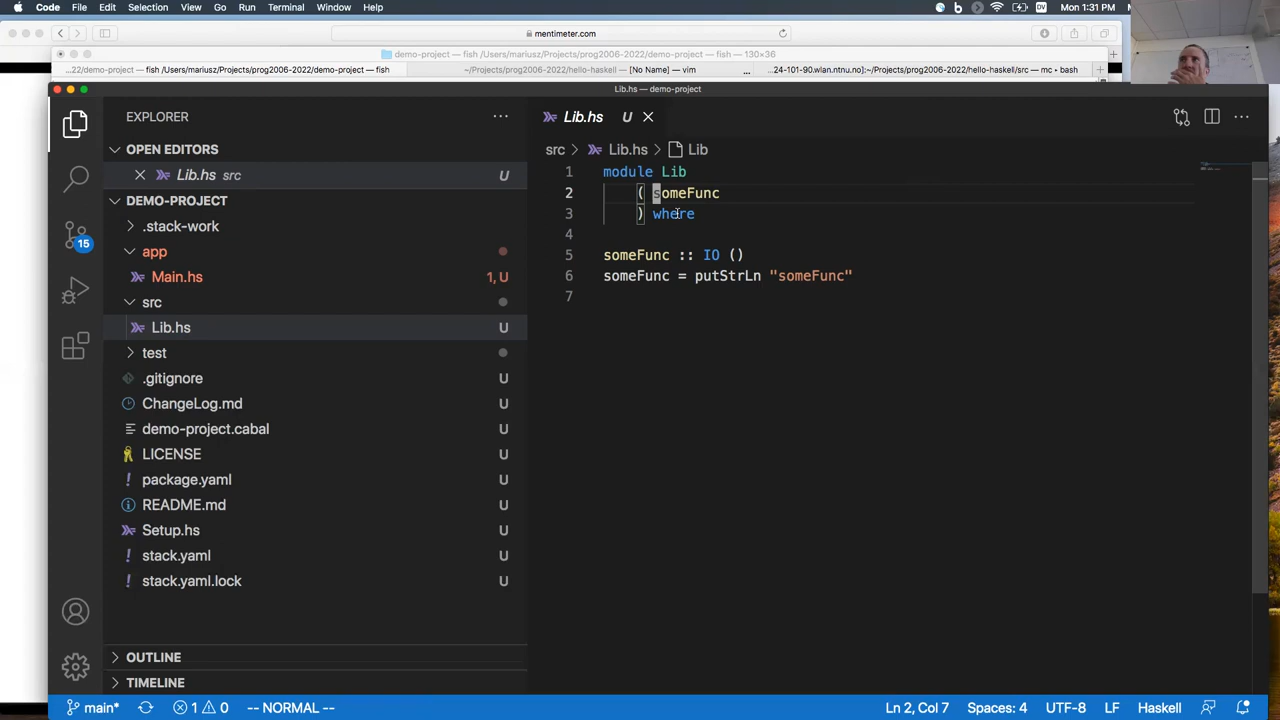 Code File Edit Selection View Go Run Terminal Window Help DV Mon 1:31 PM
mentimeter.com
demo-project — fish /Users/mariusz/Projects/prog2006-2022/demo-project — 130×36
...22/demo-project — fish /Users/mariusz/Projects/prog2006-2022/demo-project — fish ~/Projects/prog2006-2022/hello-haskell — [No Name] — vim ... ...24-101-90.wlan.ntnu.no]:~/Projects/prog2006-2022/hello-haskell/src — mc ▸ bash +
Lib.hs — demo-project
EXPLORER ...
Lib.hs U
OPEN EDITORS
src > Lib.hs > Lib
Lib.hs src U
1 module Lib
DEMO-PROJECT
2 ( someFunc
.stack-work
3 ) where
15
4
app
5 someFunc :: IO ()
Main.hs 1, U
6 someFunc = putStrLn "someFunc"
src
7
Lib.hs U
test
.gitignore U
ChangeLog.md U
demo-project.cabal U
LICENSE U
package.yaml U
README.md U
Setup.hs U
! stack.yaml U
! stack.yaml.lock U
OUTLINE
TIMELINE
main* 1 0 -- NORMAL -- Ln 2, Col 7 Spaces: 4 UTF-8 LF Haskell